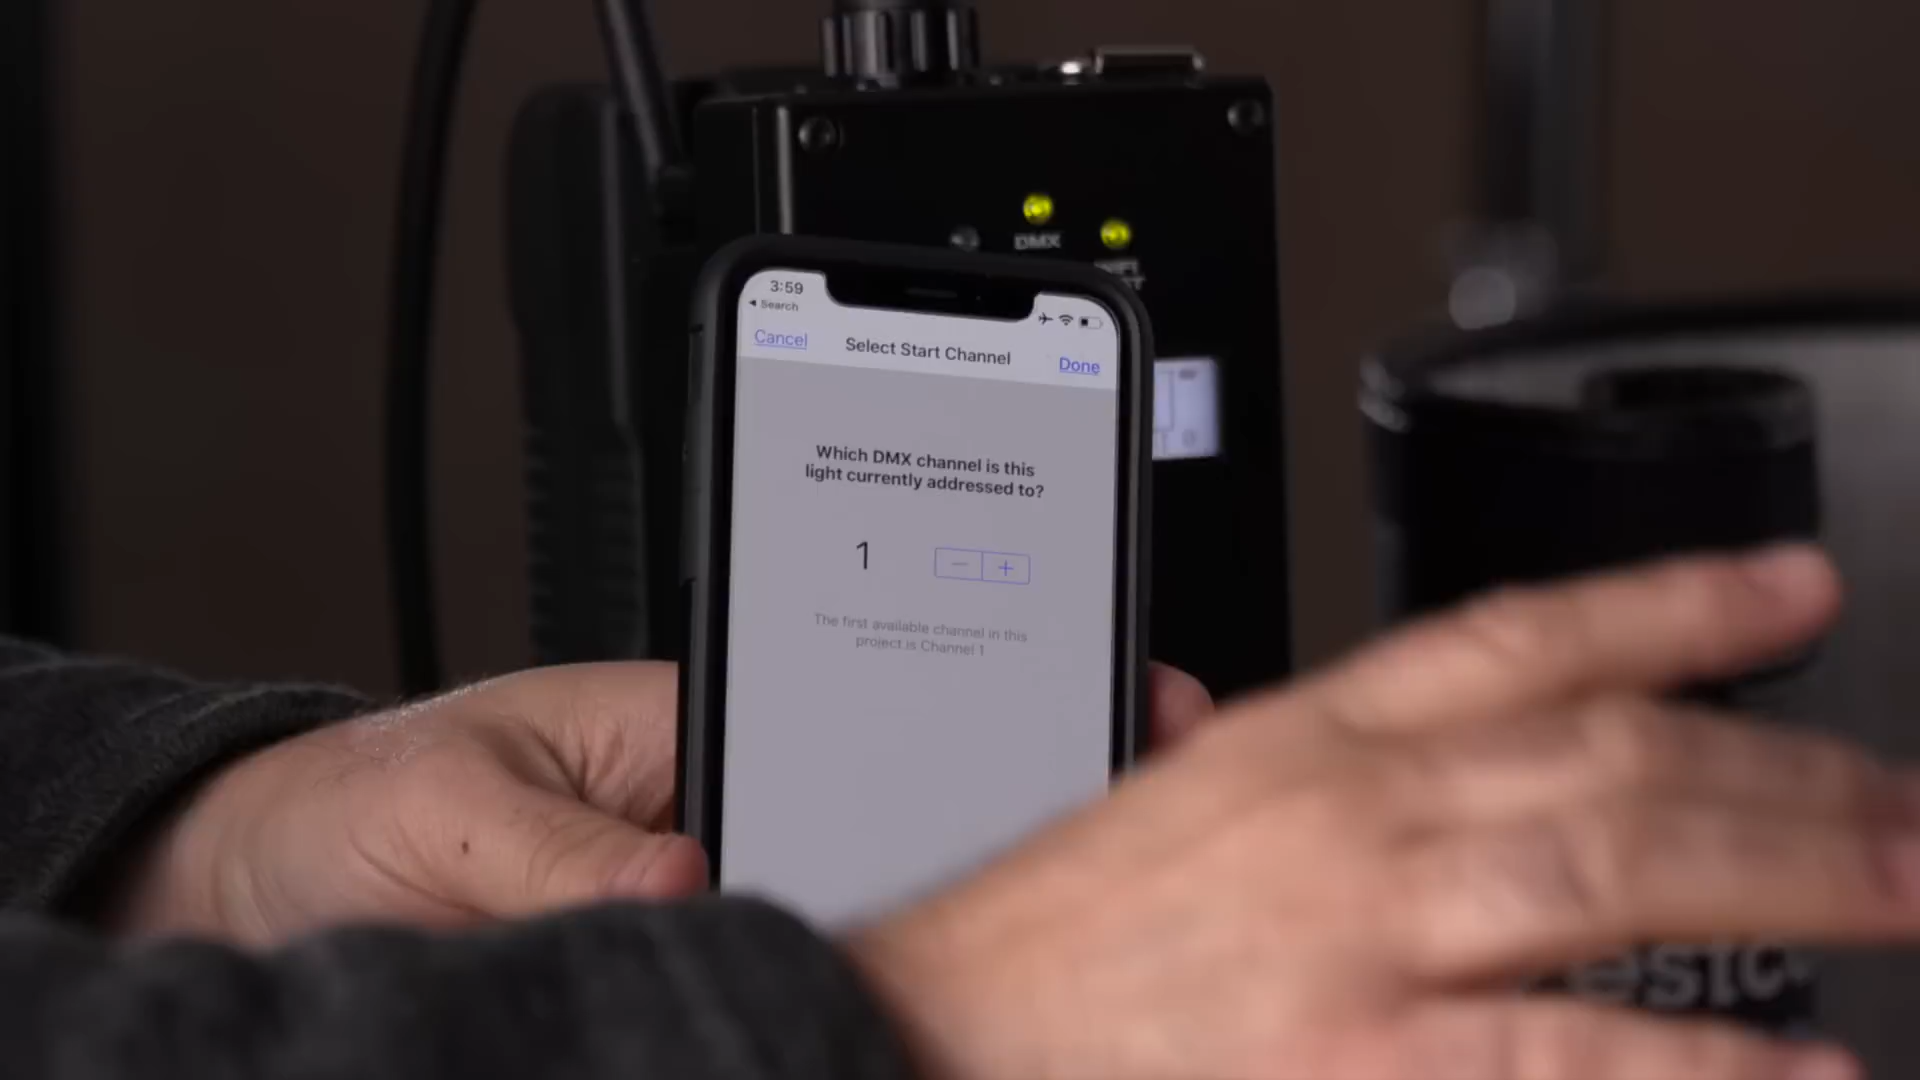 DMX
3:59
Search
Cancel
Select Start Channel
Done
Which DMX channel is this
light currently addressed to?
1
− +
The first available channel in this
project is Channel 1